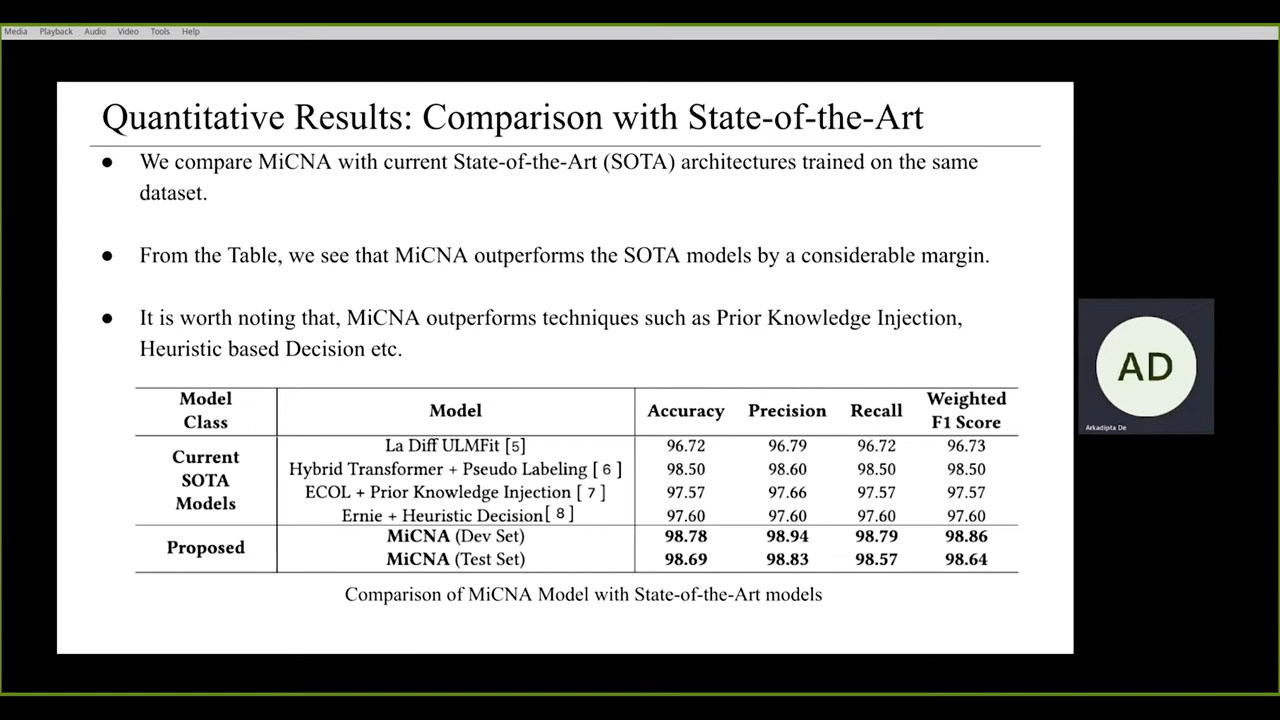 Media Playback Audio Video Tools Help
Quantitative Results: Comparison with State-of-the-Art
● We compare MiCNA with current State-of-the-Art (SOTA) architectures trained on the same
dataset.
● From the Table, we see that MiCNA outperforms the SOTA models by a considerable margin.
● It is worth noting that, MiCNA outperforms techniques such as Prior Knowledge Injection,
Heuristic based Decision etc.
Model Class Model Accuracy Precision Recall Weighted F1 Score
Current SOTA Models
La Diff ULMFit [5] 96.72 96.79 96.72 96.73
Hybrid Transformer + Pseudo Labeling [ 6 ] 98.50 98.60 98.50 98.50
ECOL + Prior Knowledge Injection [ 7 ] 97.57 97.66 97.57 97.57
Ernie + Heuristic Decision[ 8 ] 97.60 97.60 97.60 97.60
Proposed
MiCNA (Dev Set) 98.78 98.94 98.79 98.86
MiCNA (Test Set) 98.69 98.83 98.57 98.64
Comparison of MiCNA Model with State-of-the-Art models
AD
Arkadipta De